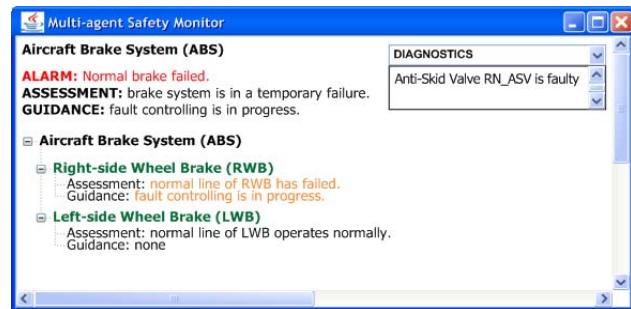 Multi-agent Safety Monitor
Aircraft Brake System (ABS)
DIAGNOSTICS
ALARM: Normal brake failed.
Anti-Skid Valve RN_ASV is faulty
ASSESSMENT: brake system is in a temporary failure.
GUIDANCE: fault controlling is in progress.
Aircraft Brake System (ABS)
Right-side Wheel Brake (RWB)
Assessment: normal line of RWB has failed.
Guidance: fault controlling is in progress.
Left-side Wheel Brake (LWB)
Assessment: normal line of LWB operates normally.
Guidance: none